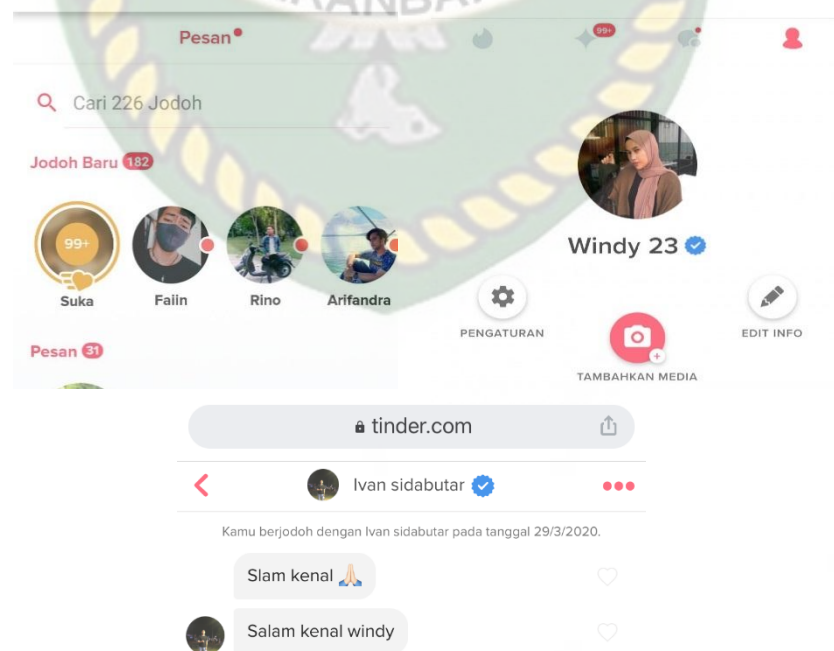 KANBA
Pesan
99+
Cari 226 Jodoh
Jodoh Baru 182
99+
Suka
Faiin
Rino
Arifandra
Pesan 31
Windy 23
PENGATURAN
EDIT INFO
TAMBAHKAN MEDIA
tinder.com
Ivan sidabutar
Kamu berjodoh dengan Ivan sidabutar pada tanggal 29/3/2020.
Slam kenal 🙏🏻
Salam kenal windy